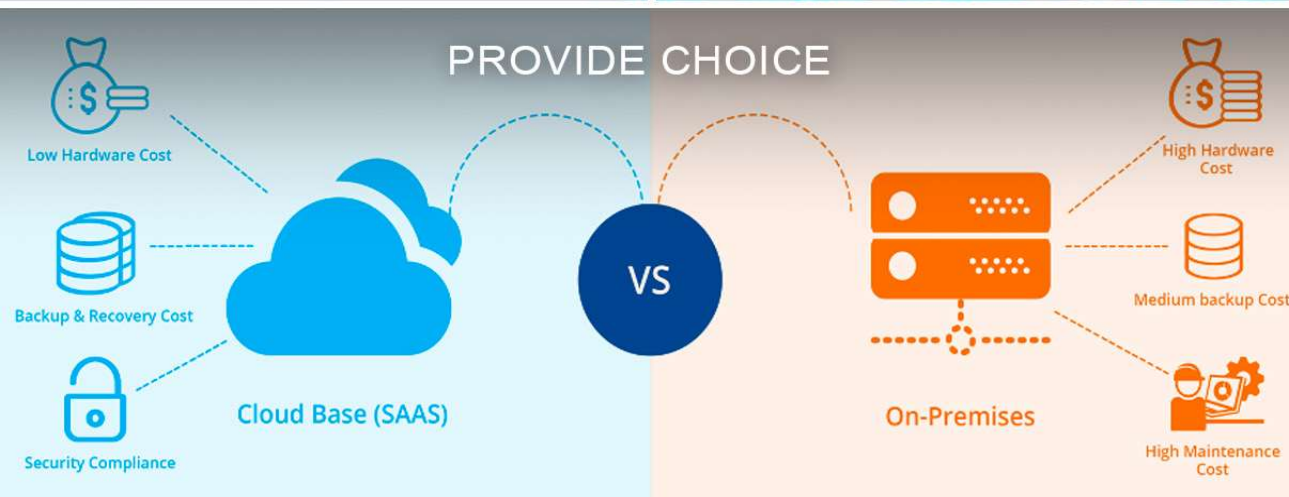 PROVIDE CHOICE
Low Hardware Cost
Backup & Recovery Cost
Security Compliance
Cloud Base (SAAS)
VS
On-Premises
High Hardware
Cost
Medium backup Cost
High Maintenance
Cost